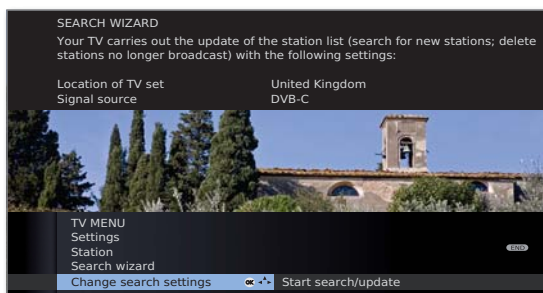 SEARCH WIZARD
Your TV carries out the update of the station list (search for new stations; delete
stations no longer broadcast) with the following settings:
Location of TV set United Kingdom
Signal source DVB-C
TV MENU
Settings
Station
END
Search wizard
Change search settings OK Start search/update